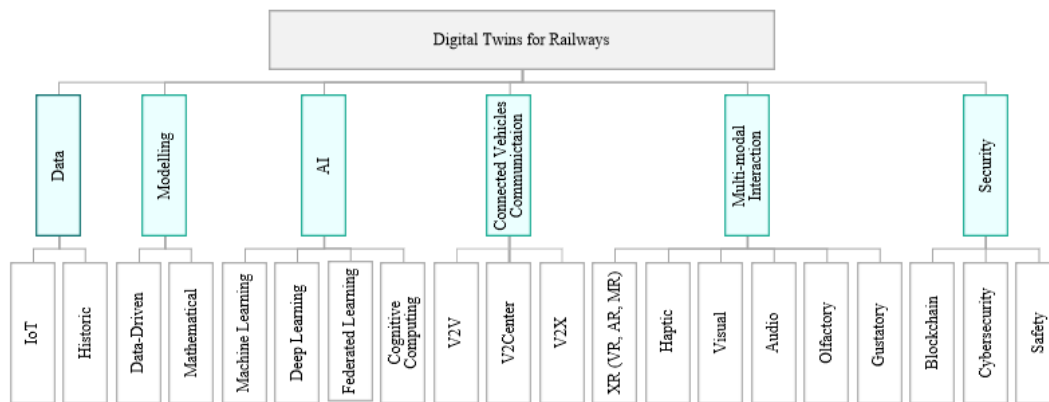 Digital Twins for Railways
Data
Modelling
AI
Connected Vehicles
Communictaion
Multi-modal
Interaction
Security
IoT
Historic
Data-Driven
Mathematical
Machine Learning
Deep Learning
Federated Learning
Cognitive
Computing
V2V
V2Center
V2X
XR (VR, AR, MR)
Haptic
Visual
Audio
Olfactory
Gustatory
Blockchain
Cybersecurity
Safety